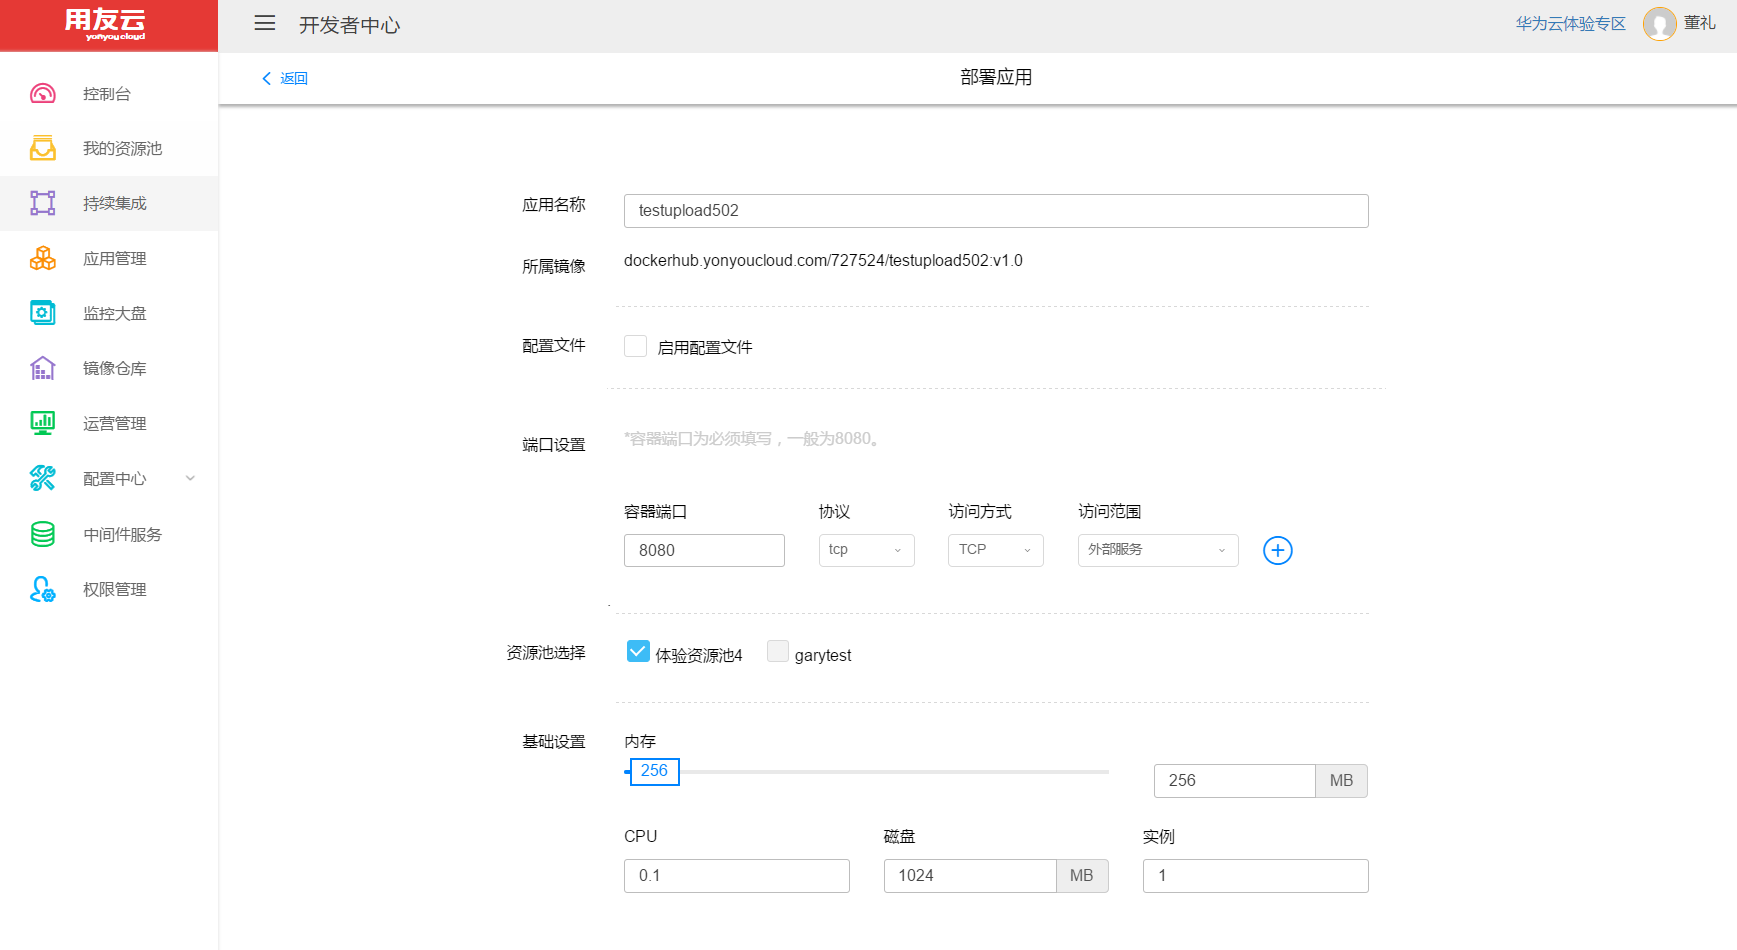 用友云
yonyou cloud
开发者中心
华为云体验专区
董礼
返回
部署应用
控制台
我的资源池
持续集成
应用管理
监控大盘
镜像仓库
运营管理
配置中心
中间件服务
权限管理
应用名称
testupload502
所属镜像
dockerhub.yonyoucloud.com/727524/testupload502:v1.0
配置文件
启用配置文件
端口设置
*容器端口为必须填写，一般为8080。
容器端口
协议
访问方式
访问范围
8080
tcp
TCP
外部服务
资源池选择
体验资源池4
garytest
基础设置
内存
256
256
MB
CPU
磁盘
实例
0.1
1024
MB
1